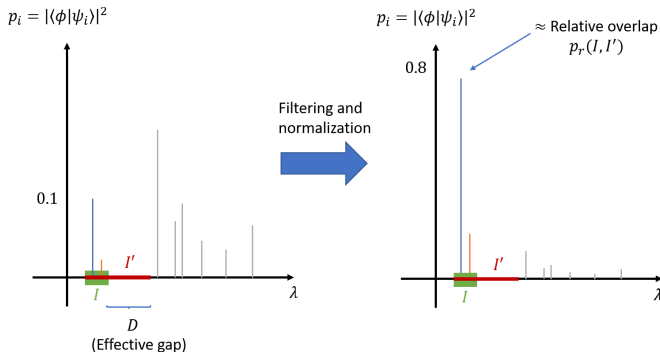 p_i = |⟨ϕ|ψ_i⟩|²
0.1
I'
I
λ
D
(Effective gap)
Filtering and
normalization
p_i = |⟨ϕ|ψ_i⟩|²
≈ Relative overlap
p_r(I, I')
0.8
I'
I
λ